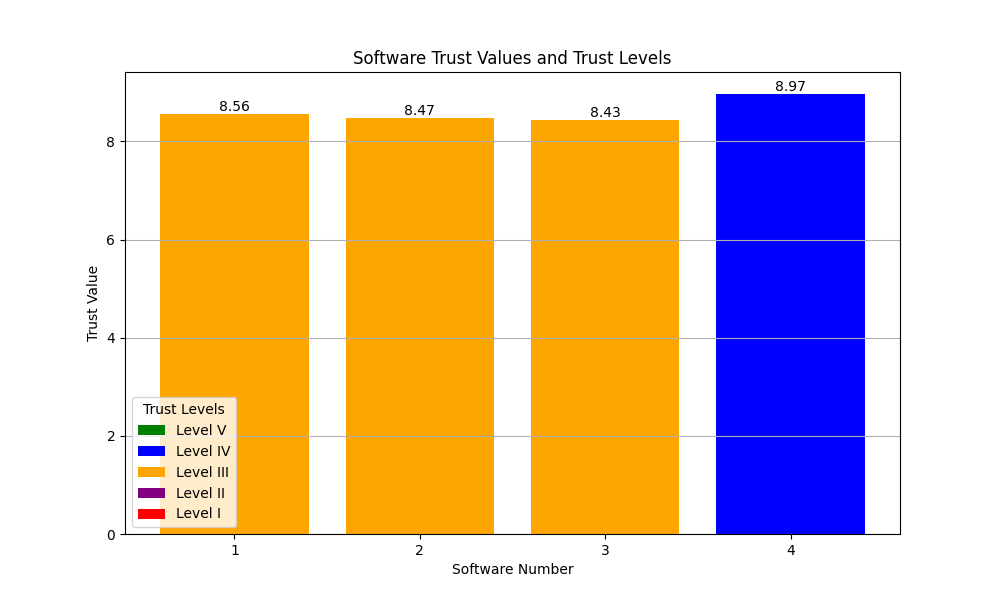 Software Trust Values and Trust Levels
8.56
8.47
8.43
8.97
8
6
4
2
0
Trust Value
Trust Levels
Level V
Level IV
Level III
Level II
Level I
1
2
3
4
Software Number